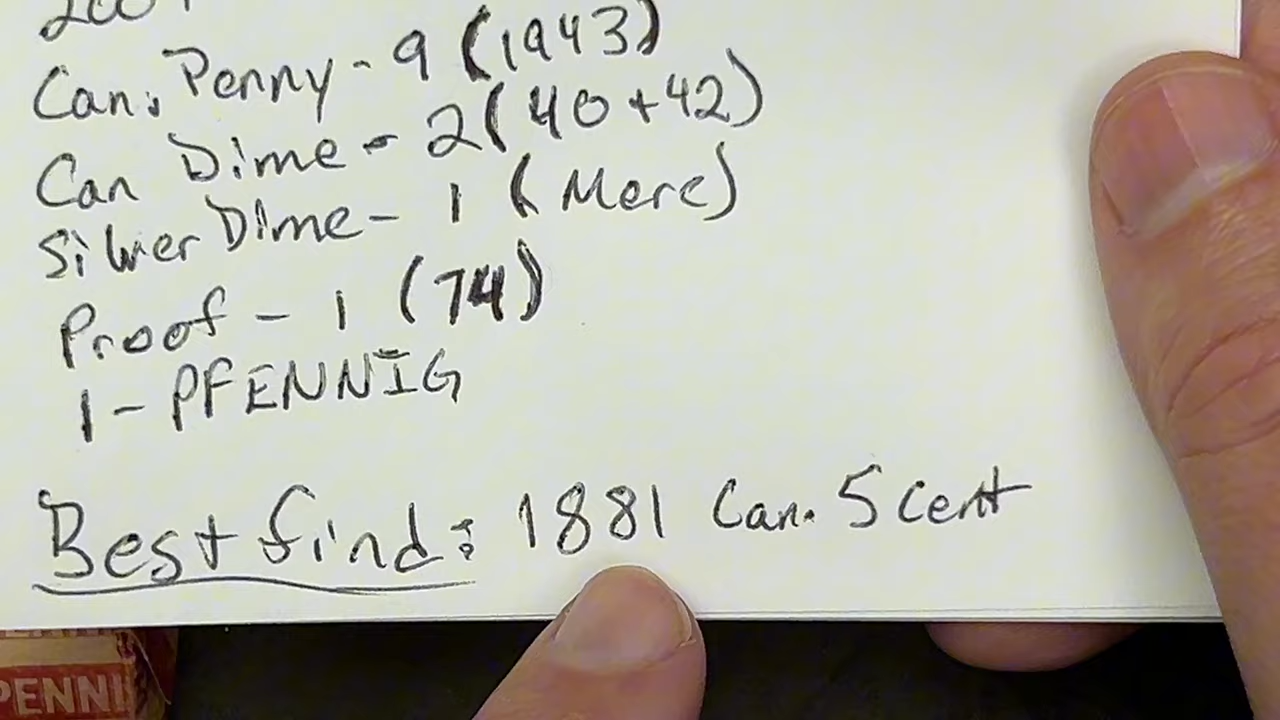 Can. Penny - 9 (1943)
Can Dime - 2 (40 + 42)
Silver Dime - 1 (Merc)
Proof - 1 (74)
1 - PFENNIG
Best find: 1881 Can. 5 Cent
PENNI